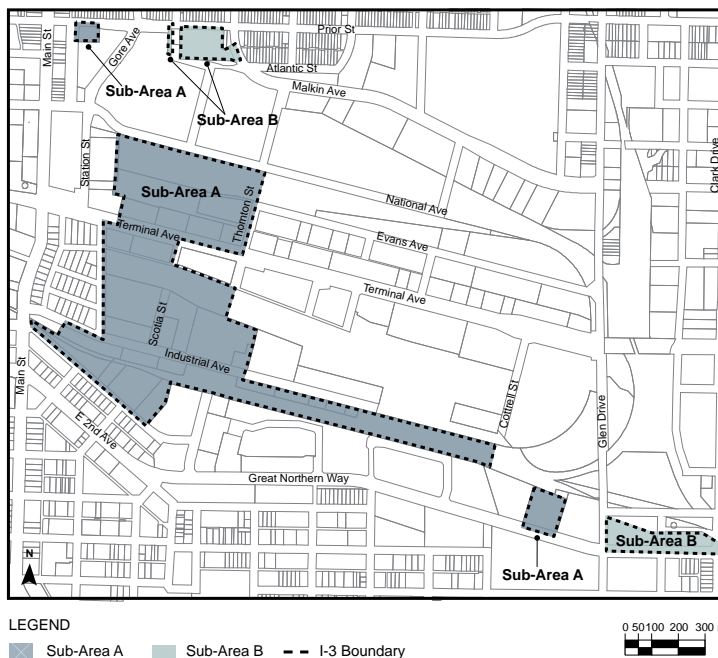 Main St
Gore Ave
Prior St
Atlantic St
Malkin Ave
Sub-Area A
Sub-Area B
Station St
Sub-Area A
Clark Drive
Thornton St
National Ave
Terminal Ave
Evans Ave
Terminal Ave
Scotia St
Industrial Ave
Main St
Cottrell St
Glen Drive
E 2nd Ave
Great Northern Way
Sub-Area B
N
Sub-Area A
LEGEND
Sub-Area A
Sub-Area B
I-3 Boundary
0 50 100 200 300